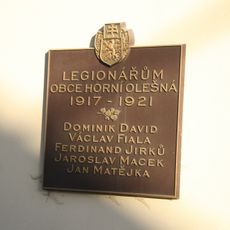 LEGIONÁŘŮM
OBCE HORNÍ OLEŠNÁ
1917 - 1921
DOMINIK DAVID
VÁCLAV FIALA
FERDINAND JIRKŮ
JAROSLAV MACEK
JAN MATĚJKA